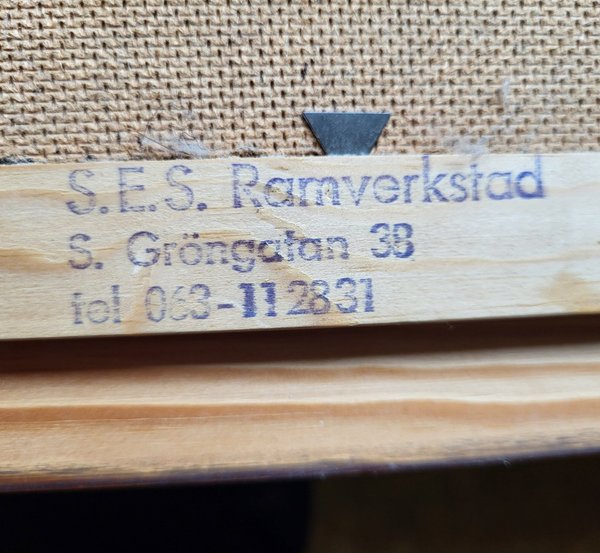 S.E.S. Ramverkstad
S. Gröngatan 38
tel 063-112831